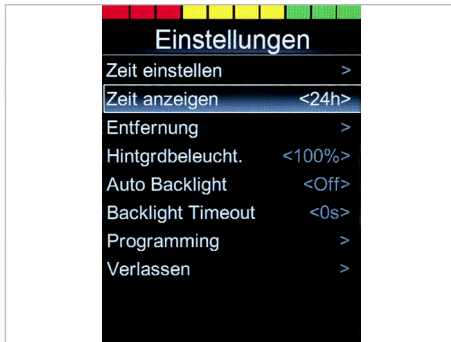 Einstellungen
Zeit einstellen >
Zeit anzeigen <24h>
Entfernung >
Hintgrdbeleucht. <100%>
Auto Backlight <Off>
Backlight Timeout <0s>
Programming >
Verlassen >